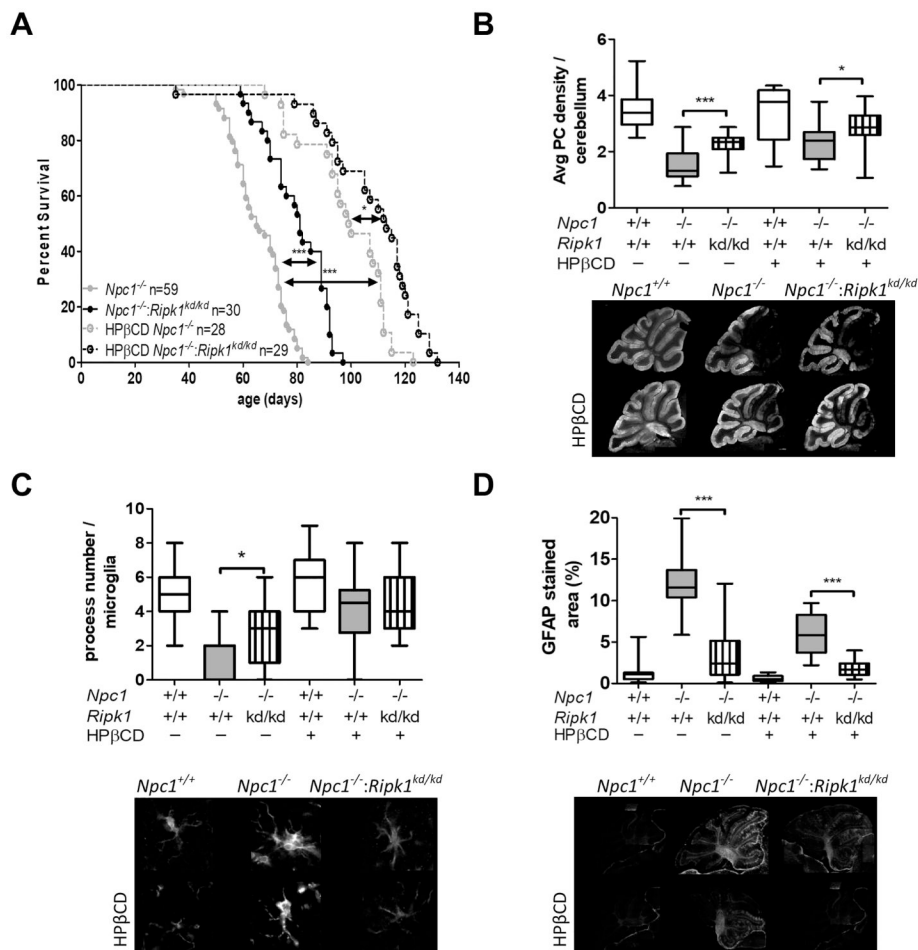 A
Percent Survival
100
80
60
40
20
0
0 20 40 60 80 100 120 140
age (days)
*
***
***
Npc1-/- n=59
Npc1-/-:Ripk1kd/kd n=30
HPβCD Npc1-/- n=28
HPβCD Npc1-/-:Ripk1kd/kd n=29
B
Avg PC density /
cerebellum
6
4
2
0
***
*
Npc1 +/+ -/- -/- +/+ -/- -/-
Ripk1 +/+ +/+ kd/kd +/+ +/+ kd/kd
HPβCD − − − + + +
Npc1+/+ Npc1-/- Npc1-/-:Ripk1kd/kd
HPβCD
C
process number /
microglia
10
8
6
4
2
0
*
Npc1 +/+ -/- -/- +/+ -/- -/-
Ripk1 +/+ +/+ kd/kd +/+ +/+ kd/kd
HPβCD − − − + + +
Npc1+/+ Npc1-/- Npc1-/-:Ripk1kd/kd
HPβCD
D
GFAP stained
area (%)
20
15
10
5
0
***
***
Npc1 +/+ -/- -/- +/+ -/- -/-
Ripk1 +/+ +/+ kd/kd +/+ +/+ kd/kd
HPβCD − − − + + +
Npc1+/+ Npc1-/- Npc1-/-:Ripk1kd/kd
HPβCD